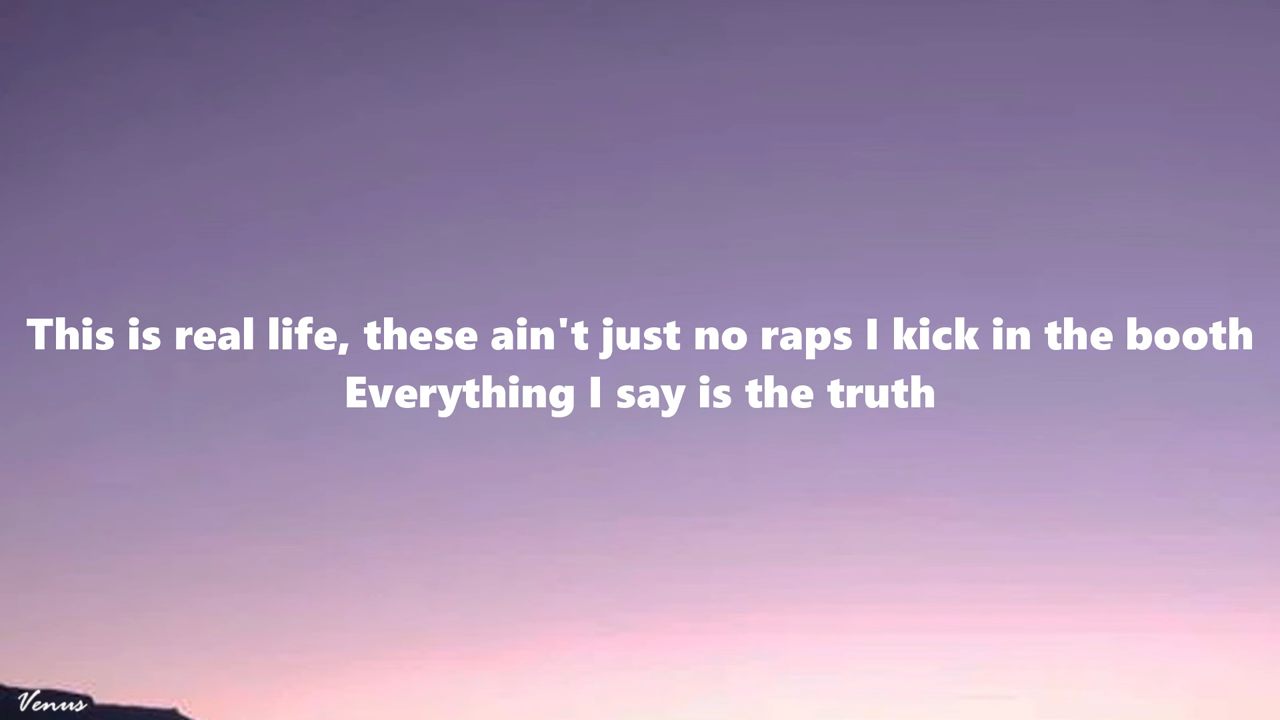 This is real life, these ain't just no raps I kick in the booth
Everything I say is the truth
Venus